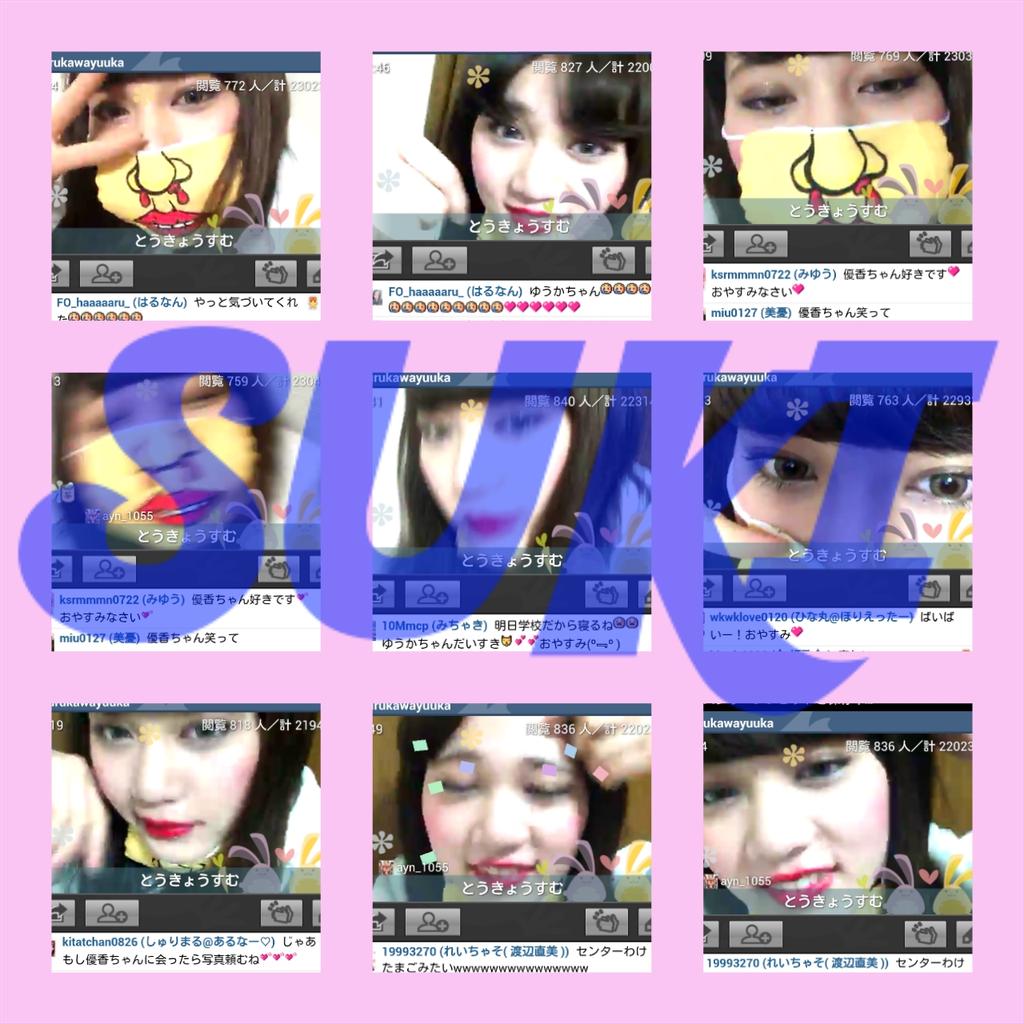 rukawayuuka
閲覧 772 人／計 2302
とうきょうすむ
FO_haaaaaru_ (はるなん) やっと気づいてくれ
た
:46
閲覧 827 人／計 220
とうきょうすむ
FO_haaaaaru_ (はるなん) ゆうかちゃん
閲覧 769 人／計 2303
とうきょうすむ
ksrmmmn0722 (みゆう) 優香ちゃん好きです💕
おやすみなさい💕
miu0127 (美憂) 優香ちゃん笑って
SUKI
3
閲覧 759 人／計 2304
ayn_1055
とうきょうすむ
ksrmmmn0722 (みゆう) 優香ちゃん好きです💕
おやすみなさい💕
miu0127 (美憂) 優香ちゃん笑って
rukawayuuka
閲覧 840 人／計 2231
とうきょうすむ
10Mmcp (みちゃき) 明日学校だから寝るね
ゆうかちゃんだいすき💕💕おやすみ(º﹃º )
rukawayuuka
3
閲覧 763 人／計 2293
とうきょうすむ
wkwklove0120 (ひな丸@ほりえったー) ばいば
いー！おやすみ💕
rukawayuuka
19
閲覧 818 人／計 2194
とうきょうすむ
kitatchan0826 (しゅりまる@あるなー♡) じゃあ
もし優香ちゃんに会ったら写真頼むね💕💕💕
rukawayuuka
49
閲覧 836 人／計 2202
ayn_1055
とうきょうすむ
19993270 (れいちゃそ( 渡辺直美 )) センターわけ
たまごみたいwwwwwwwwwwwwwwww
ukawayuuka
4
閲覧 836 人／計 22023
ayn_1055
とうきょうすむ
19993270 (れいちゃそ( 渡辺直美 )) センターわけ